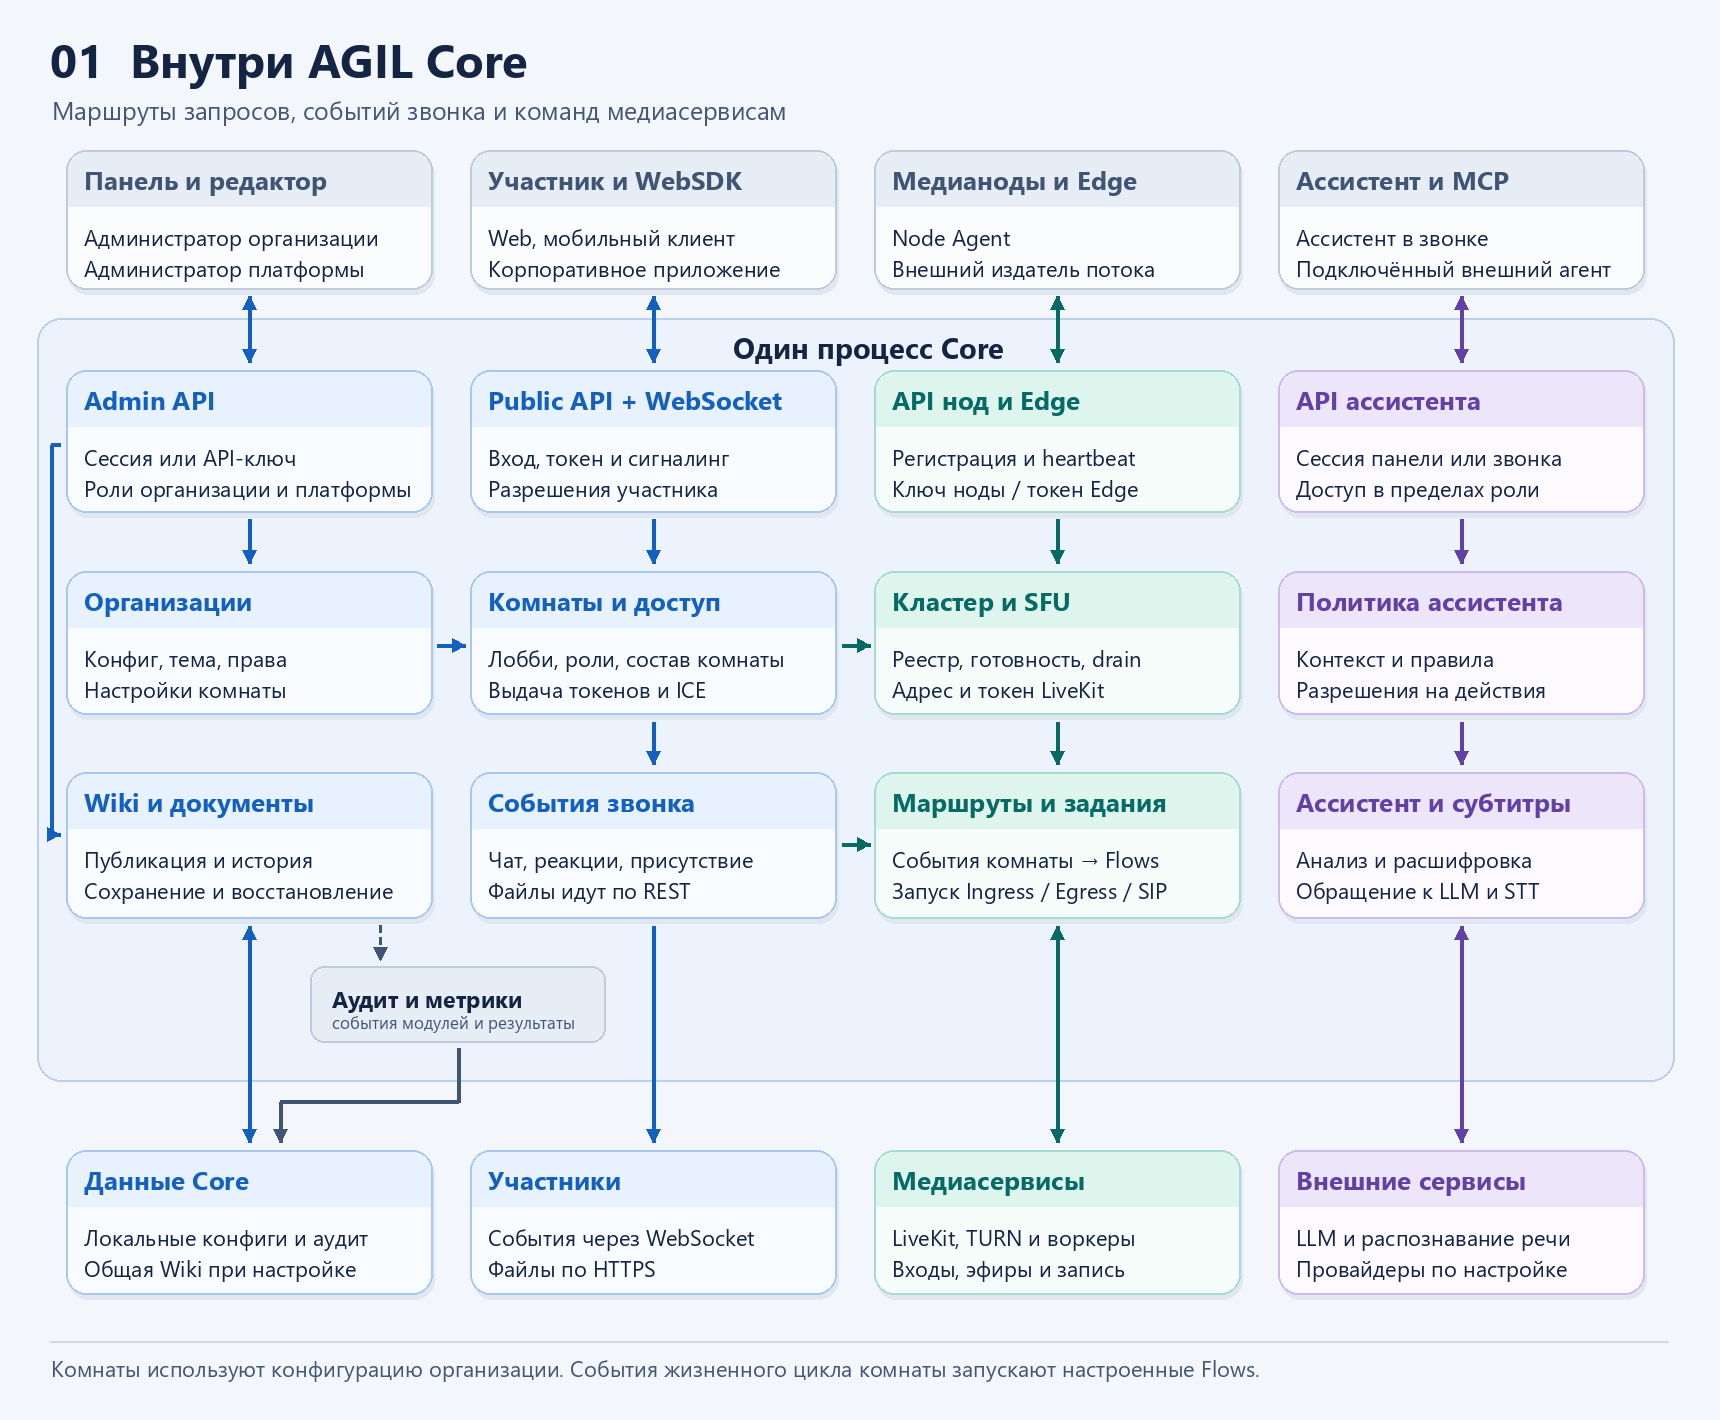 01 Внутри AGIL Core
Маршруты запросов, событий звонка и команд медиасервисам
Панель и редактор
Администратор организации
Администратор платформы
Участник и WebSDK
Web, мобильный клиент
Корпоративное приложение
Медианоды и Edge
Node Agent
Внешний издатель потока
Ассистент и MCP
Ассистент в звонке
Подключённый внешний агент
Один процесс Core
Admin API
Сессия или API-ключ
Роли организации и платформы
Public API + WebSocket
Вход, токен и сигналинг
Разрешения участника
API нод и Edge
Регистрация и heartbeat
Ключ ноды / токен Edge
API ассистента
Сессия панели или звонка
Доступ в пределах роли
Организации
Конфиг, тема, права
Настройки комнаты
Комнаты и доступ
Лобби, роли, состав комнаты
Выдача токенов и ICE
Кластер и SFU
Реестр, готовность, drain
Адрес и токен LiveKit
Политика ассистента
Контекст и правила
Разрешения на действия
Wiki и документы
Публикация и история
Сохранение и восстановление
События звонка
Чат, реакции, присутствие
Файлы идут по REST
Маршруты и задания
События комнаты → Flows
Запуск Ingress / Egress / SIP
Ассистент и субтитры
Анализ и расшифровка
Обращение к LLM и STT
Аудит и метрики
события модулей и результаты
Данные Core
Локальные конфиги и аудит
Общая Wiki при настройке
Участники
События через WebSocket
Файлы по HTTPS
Медиасервисы
LiveKit, TURN и воркеры
Входы, эфиры и запись
Внешние сервисы
LLM и распознавание речи
Провайдеры по настройке
Комнаты используют конфигурацию организации. События жизненного цикла комнаты запускают настроенные Flows.